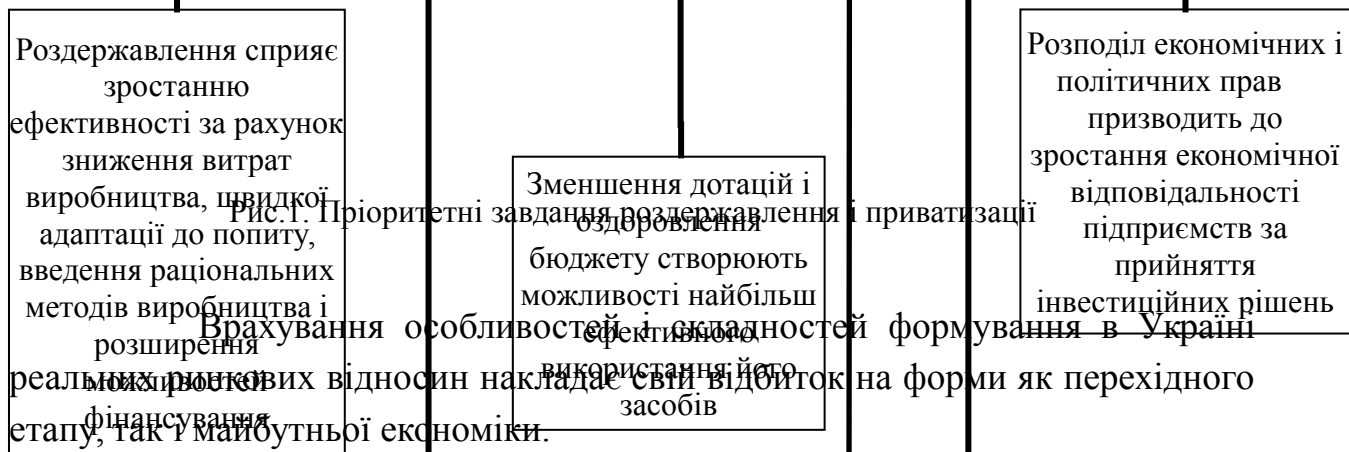 Роздержавлення сприяє
зростанню
ефективності за рахунок
зниження витрат
виробництва, швидкої
адаптації до попиту,
введення раціональних
методів виробництва і
розширення
можливостей
фінансування
Зменшення дотацій і
оздоровлення
бюджету створюють
можливості найбільш
ефективного
використання його
засобів
Розподіл економічних і
політичних прав
призводить до
зростання економічної
відповідальності
підприємств за
прийняття
інвестиційних рішень
Рис.1. Пріоритетні завдання роздержавлення і приватизації
Врахування особливостей і складностей формування в Україні
реальних ринкових відносин накладає свій відбиток на форми як перехідного
етапу, так і майбутньої економіки.